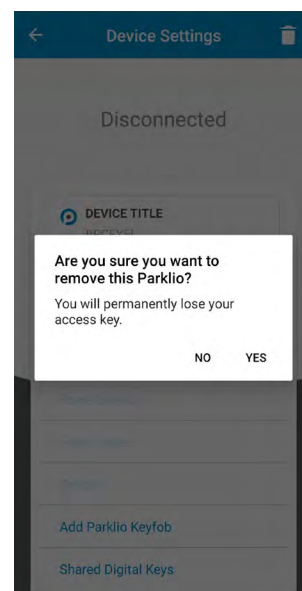 Device Settings
Disconnected
DEVICE TITLE
Are you sure you want to
remove this Parklio?
You will permanently lose your
access key.
NO YES
Add Parklio Keyfob
Shared Digital Keys